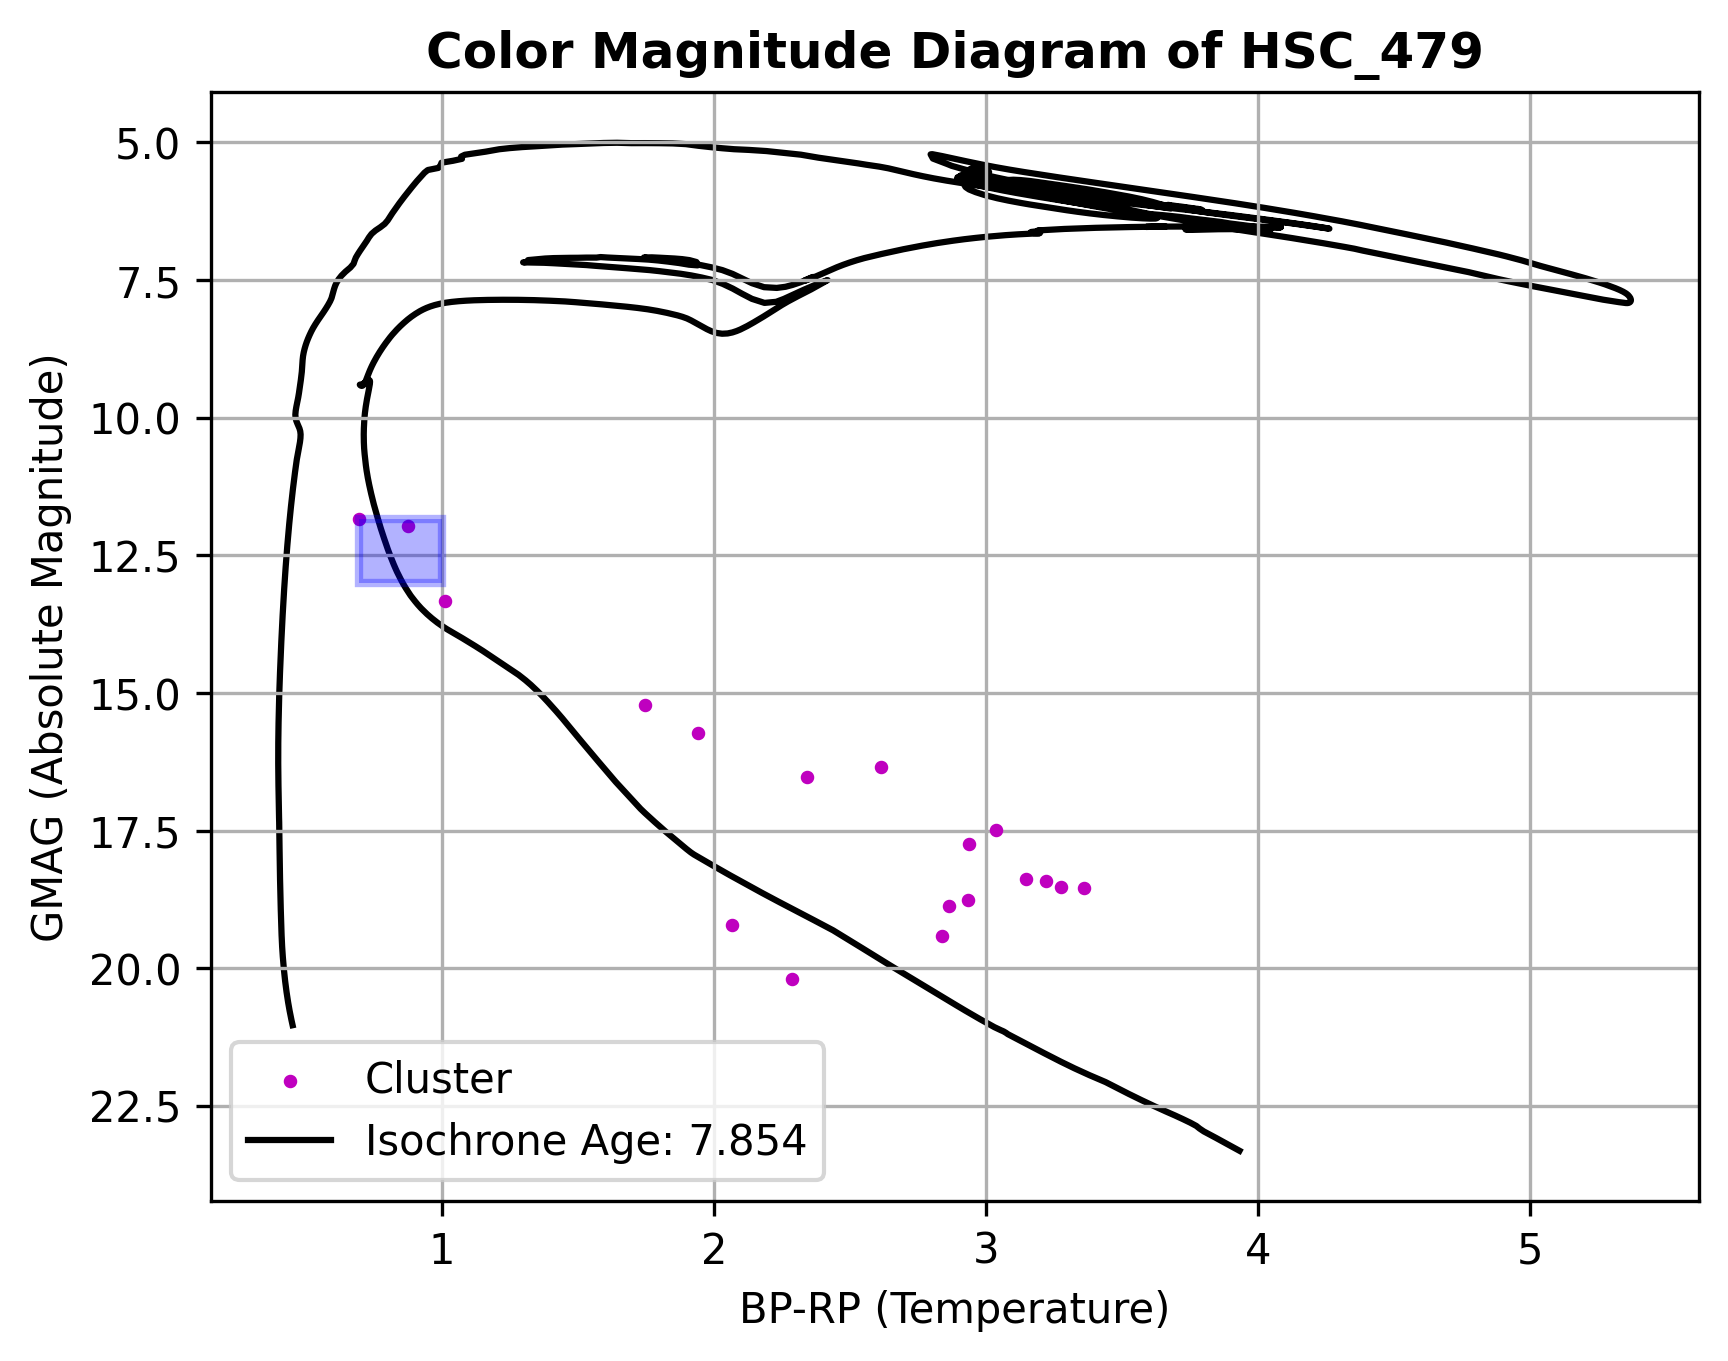 Color Magnitude Diagram of HSC_479
GMAG (Absolute Magnitude)
5.0
7.5
10.0
12.5
15.0
17.5
20.0
22.5
Cluster
Isochrone Age: 7.854
1 2 3 4 5
BP-RP (Temperature)